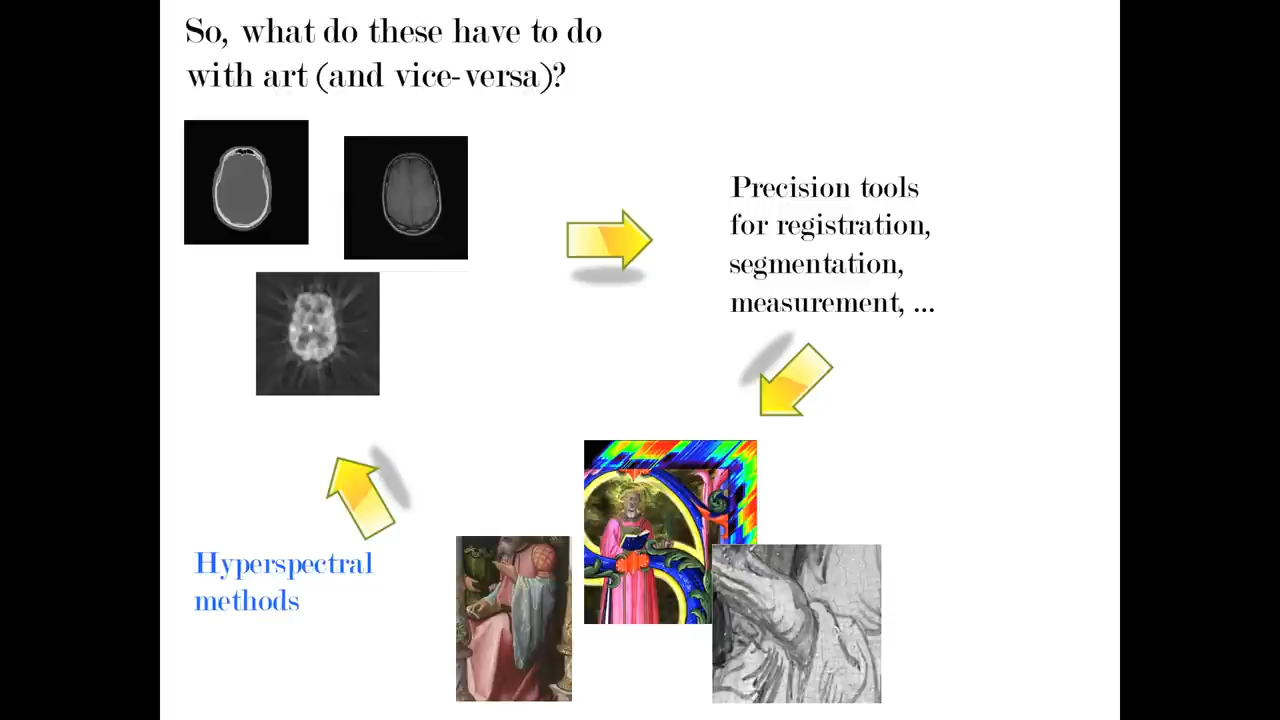 So, what do these have to do
with art (and vice-versa)?
Precision tools
for registration,
segmentation,
measurement, ...
Hyperspectral
methods